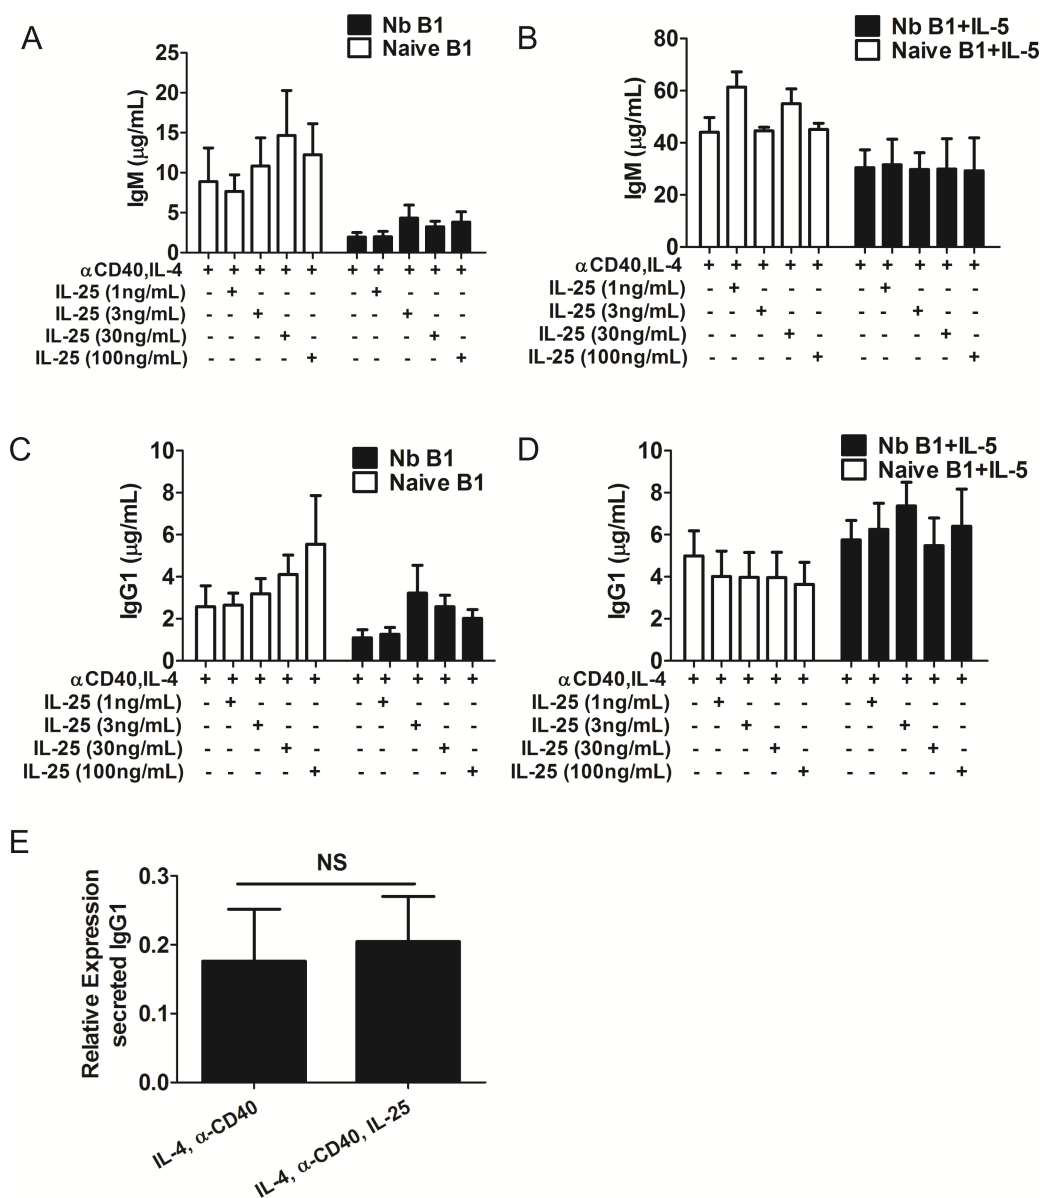 A
Nb B1
Naive B1
IgM (μg/mL)
25
20
15
10
5
0
αCD40,IL-4 + + + + + + + + + +
IL-25 (1ng/mL) - + - - - - + - - -
IL-25 (3ng/mL) - - + - - - - + - -
IL-25 (30ng/mL) - - - + - - - - + -
IL-25 (100ng/mL) - - - - + - - - - +
B
Nb B1+IL-5
Naive B1+IL-5
IgM (μg/mL)
80
60
40
20
0
αCD40,IL-4 + + + + + + + + + +
IL-25 (1ng/mL) - + - - - - + - - -
IL-25 (3ng/mL) - - + - - - - + - -
IL-25 (30ng/mL) - - - + - - - - + -
IL-25 (100ng/mL) - - - - + - - - - +
C
Nb B1
Naive B1
IgG1 (μg/mL)
10
8
6
4
2
0
αCD40,IL-4 + + + + + + + + + +
IL-25 (1ng/mL) - + - - - - + - - -
IL-25 (3ng/mL) - - + - - - - + - -
IL-25 (30ng/mL) - - - + - - - - + -
IL-25 (100ng/mL) - - - - + - - - - +
D
Nb B1+IL-5
Naive B1+IL-5
IgG1 (μg/mL)
10
8
6
4
2
0
αCD40,IL-4 + + + + + + + + + +
IL-25 (1ng/mL) - + - - - - + - - -
IL-25 (3ng/mL) - - + - - - - + - -
IL-25 (30ng/mL) - - - + - - - - + -
IL-25 (100ng/mL) - - - - + - - - - +
E
NS
Relative Expression
secreted IgG1
0.3
0.2
0.1
0.0
IL-4, α-CD40
IL-4, α-CD40, IL-25